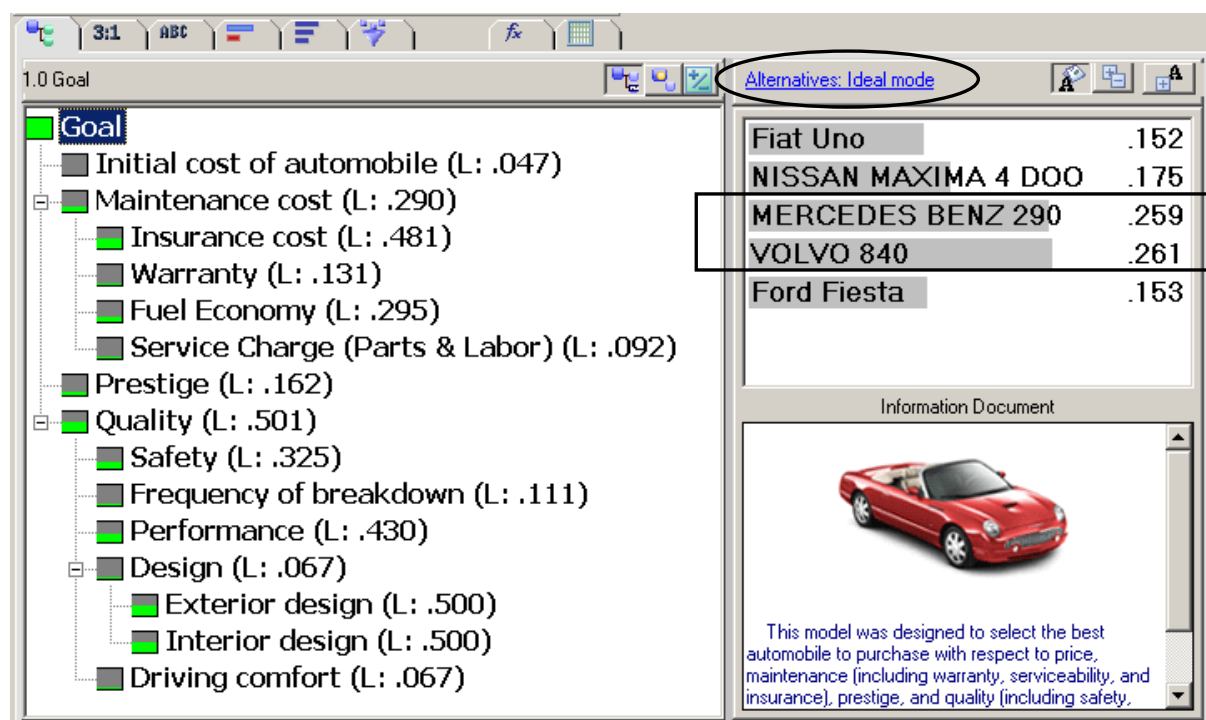 3:1
ABC
fx
1.0 Goal
Goal
Initial cost of automobile (L: .047)
Maintenance cost (L: .290)
Insurance cost (L: .481)
Warranty (L: .131)
Fuel Economy (L: .295)
Service Charge (Parts & Labor) (L: .092)
Prestige (L: .162)
Quality (L: .501)
Safety (L: .325)
Frequency of breakdown (L: .111)
Performance (L: .430)
Design (L: .067)
Exterior design (L: .500)
Interior design (L: .500)
Driving comfort (L: .067)
Alternatives: Ideal mode
A
A
Fiat Uno .152
NISSAN MAXIMA 4 DOO .175
MERCEDES BENZ 290 .259
VOLVO 840 .261
Ford Fiesta .153
Information Document
This model was designed to select the best
automobile to purchase with respect to price,
maintenance (including warranty, serviceability, and
insurance), prestige, and quality (including safety,